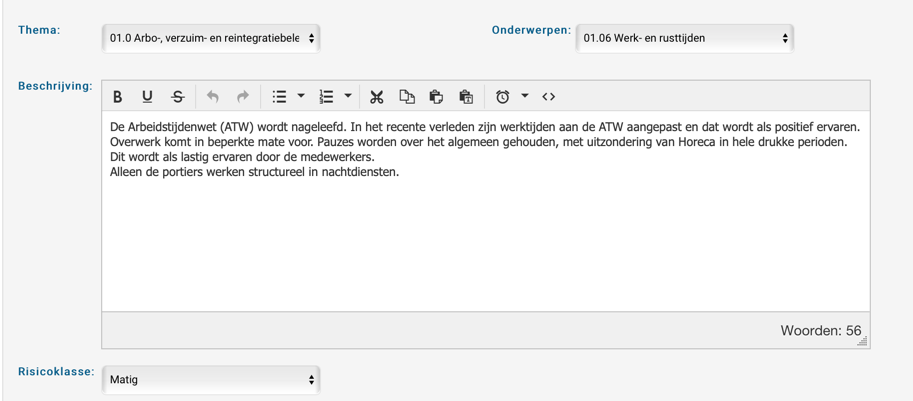 Thema:
01.0 Arbo-, verzuim- en reintegratiebele
Onderwerpen:
01.06 Werk- en rusttijden
Beschrijving:
B U S
De Arbeidstijdenwet (ATW) wordt nageleefd. In het recente verleden zijn werktijden aan de ATW aangepast en dat wordt als positief ervaren.
Overwerk komt in beperkte mate voor. Pauzes worden over het algemeen gehouden, met uitzondering van Horeca in hele drukke perioden.
Dit wordt als lastig ervaren door de medewerkers.
Alleen de portiers werken structureel in nachtdiensten.
Woorden: 56
Risicoklasse:
Matig